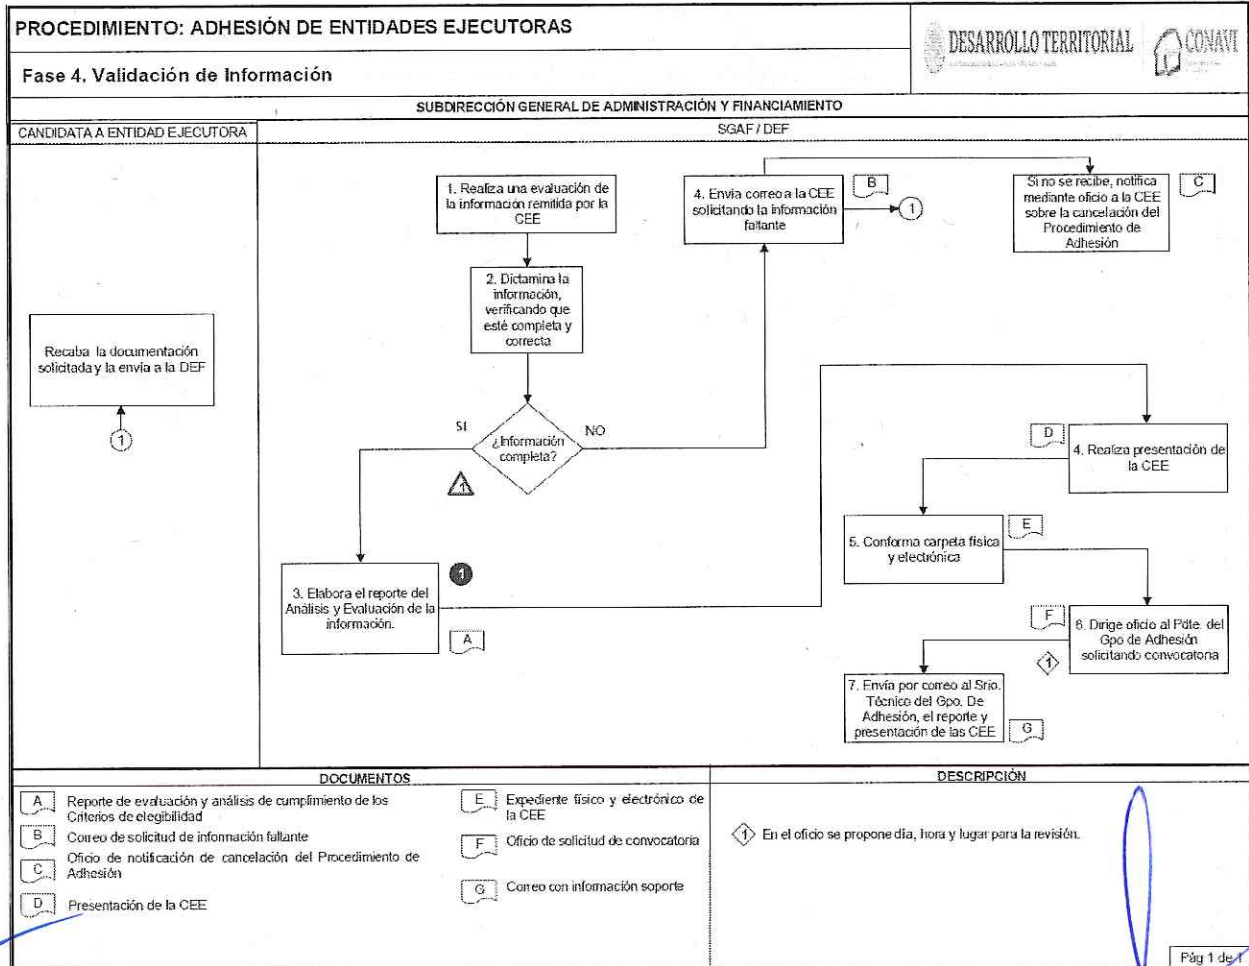 PROCEDIMIENTO: ADHESIÓN DE ENTIDADES EJECUTORAS
DESARROLLO TERRITORIAL
CONAVI
Fase 4. Validación de Información
SUBDIRECCIÓN GENERAL DE ADMINISTRACIÓN Y FINANCIAMIENTO
CANDIDATA A ENTIDAD EJECUTORA
SGAF / DEF
1. Realiza una evaluación de
la información remitida por la
CEE
2. Dictamina la
información,
verificando que
esté completa y
correcta
4. Envía correo a la CEE
solicitando la información
faltante
B
1
Si no se recibe, notifica
mediante oficio a la CEE
sobre la cancelación del
Procedimiento de
Adhesión
C
Recaba la documentación
solicitada y la envía a la DEF
1
SI
¿Información
completa?
NO
1
3. Elabora el reporte del
Análisis y Evaluación de la
información.
1
A
D
4. Realiza presentación de
la CEE
5. Conforma carpeta física
y electrónica
E
F
1
6. Dirige oficio al Pdte. del
Gpo de Adhesión
solicitando convocatoria
7. Envía por correo al Srio.
Técnico del Gpo. De
Adhesión, el reporte y
presentación de las CEE
G
DOCUMENTOS
A Reporte de evaluación y análisis de cumplimiento de los
Criterios de elegibilidad
B Correo de solicitud de información faltante
C Oficio de notificación de cancelación del Procedimiento de
Adhesión
D Presentación de la CEE
E Expediente físico y electrónico de
la CEE
F Oficio de solicitud de convocatoria
G Correo con información soporte
DESCRIPCIÓN
1 En el oficio se propone dia, hora y lugar para la revisión.
Pág 1 de 1